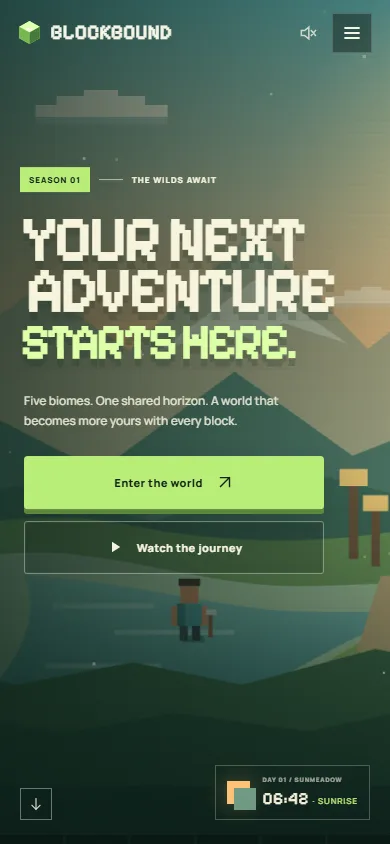 BLOCKBOUND
SEASON 01
THE WILDS AWAIT
YOUR NEXT
ADVENTURE
STARTS HERE.
Five biomes. One shared horizon. A world that
becomes more yours with every block.
Enter the world
Watch the journey
DAY 01 / SUNMEADOW
06:42 · SUNRISE